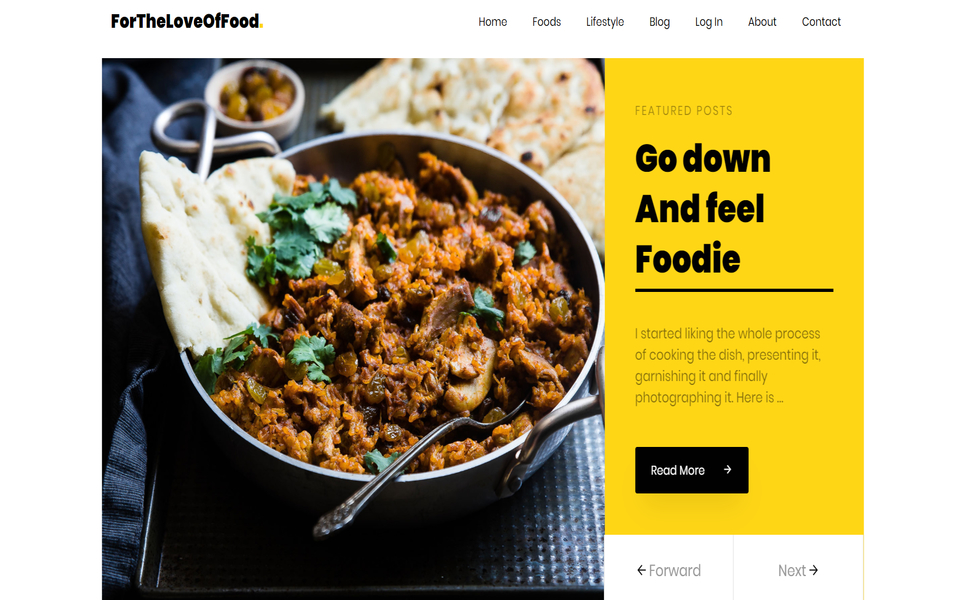 ForTheLoveOfFood.
Home Foods Lifestyle Blog Log In About Contact
FEATURED POSTS
Go down
And feel
Foodie
I started liking the whole process
of cooking the dish, presenting it,
garnishing it and finally
photographing it. Here is ...
Read More →
← Forward
Next →